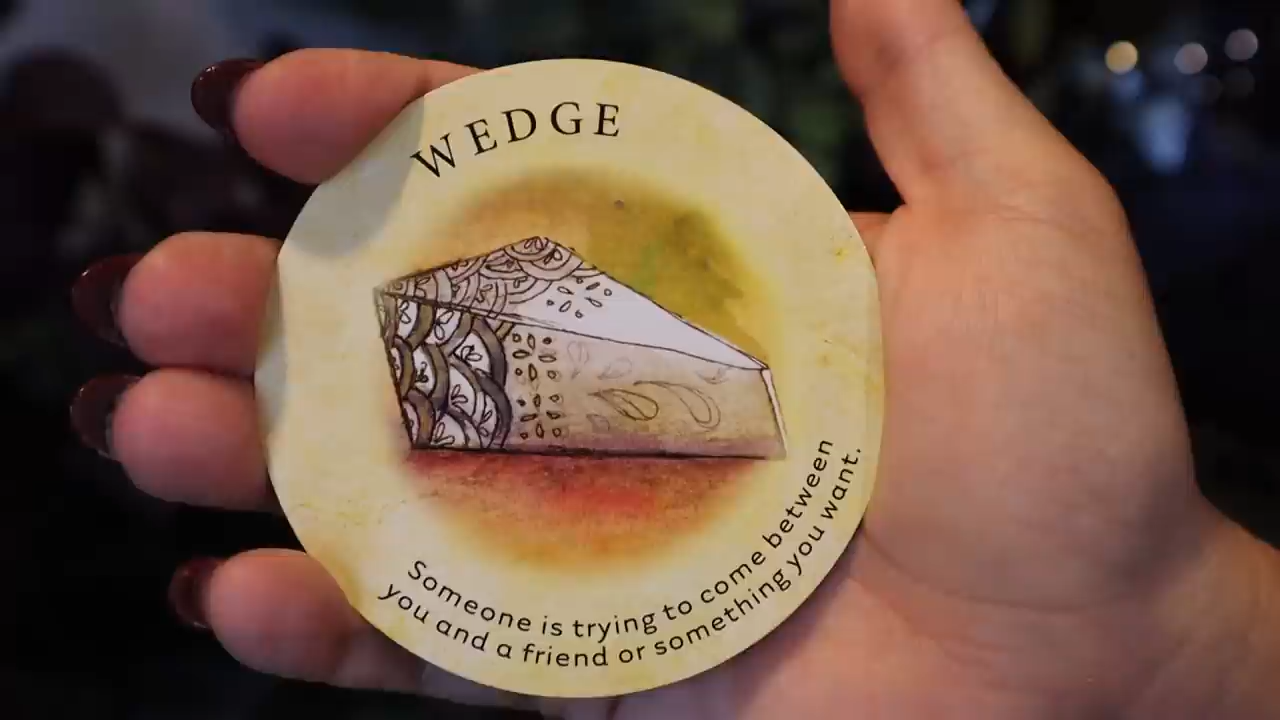 WEDGE
Someone is trying to come between
you and a friend or something you want.